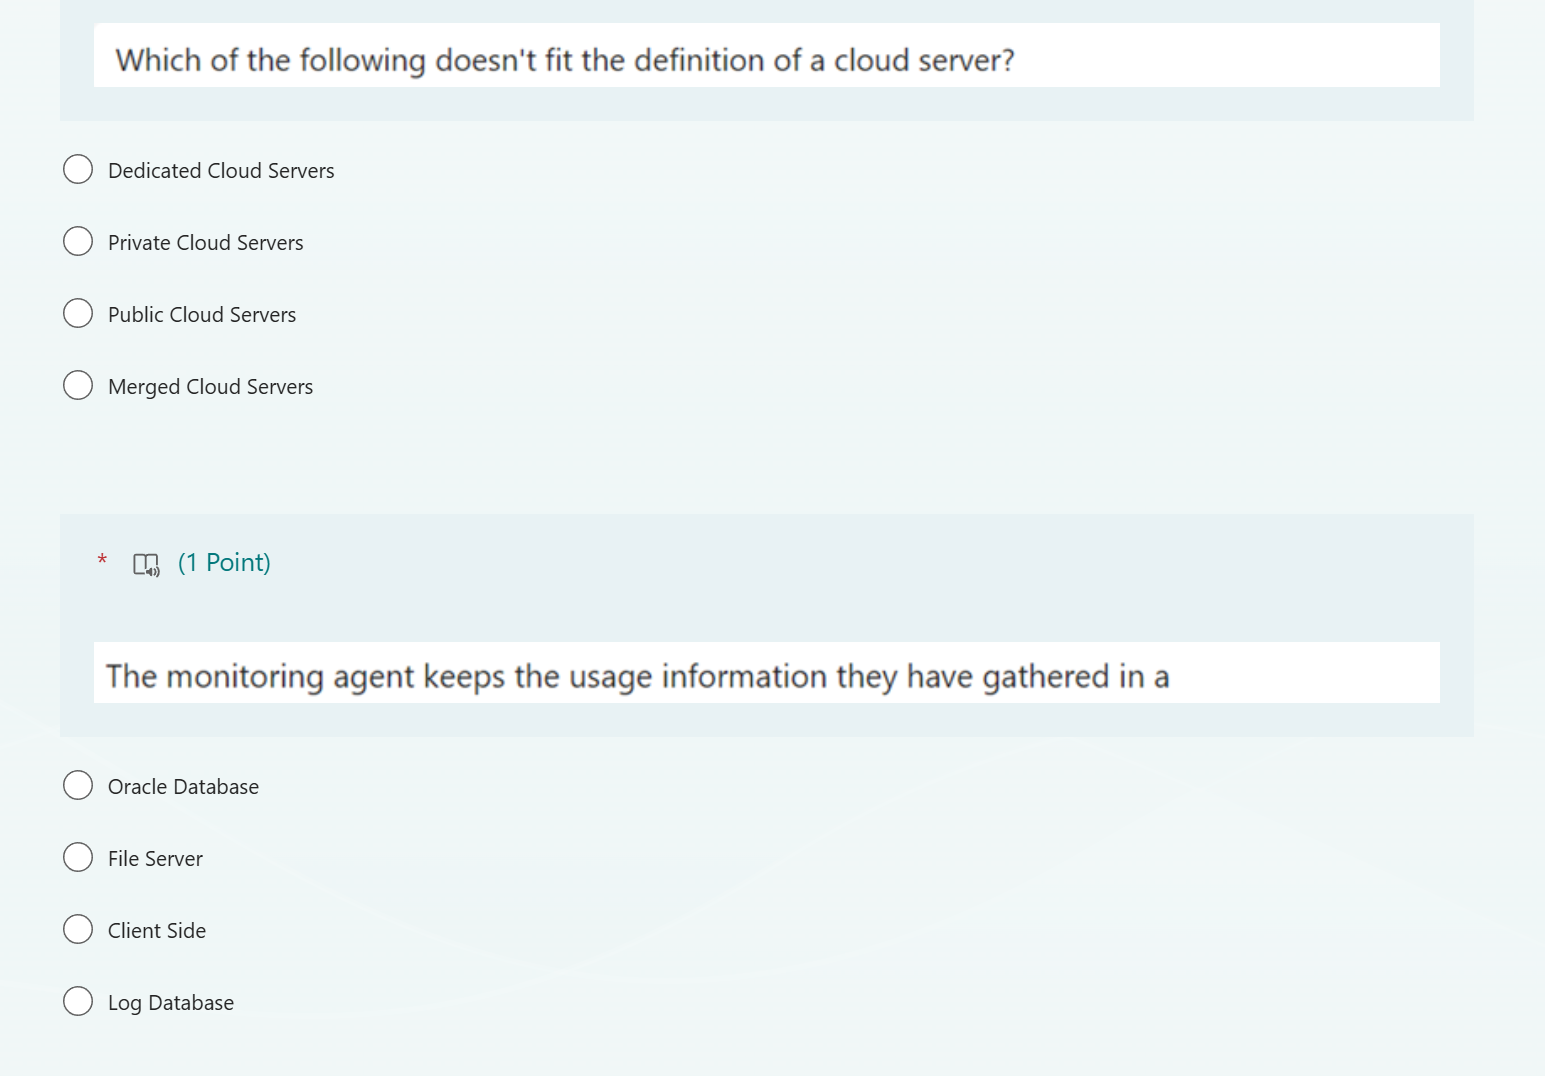 Which of the following doesn't fit the definition of a cloud server?
Dedicated Cloud Servers
Private Cloud Servers
Public Cloud Servers
Merged Cloud Servers
* (1 Point)
The monitoring agent keeps the usage information they have gathered in a
Oracle Database
File Server
Client Side
Log Database